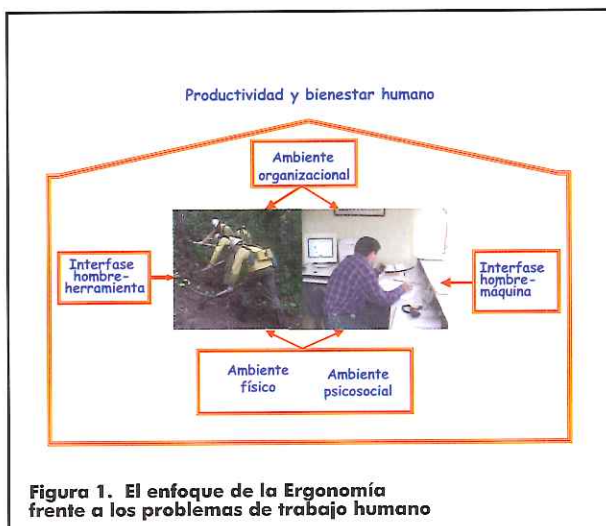 Productividad y bienestar humano
Ambiente
organizacional
Interfase
hombre-
herramienta
Interfase
hombre-
máquina
Ambiente
físico
Ambiente
psicosocial
Figura 1. El enfoque de la Ergonomía
frente a los problemas de trabajo humano